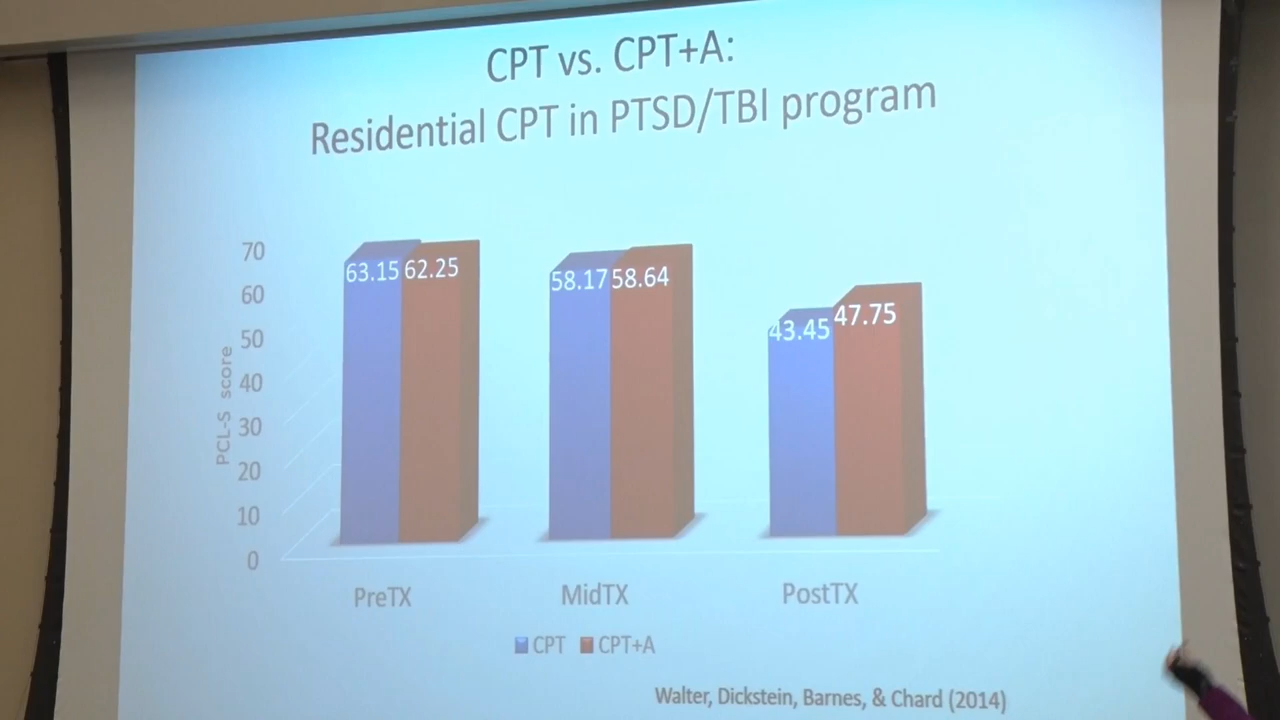 CPT vs. CPT+A:
Residential CPT in PTSD/TBI program
PCL-S score
70
60
50
40
30
20
10
0
63.15 62.25
58.17 58.64
43.45 47.75
PreTX MidTX PostTX
CPT CPT+A
Walter, Dickstein, Barnes, & Chard (2014)